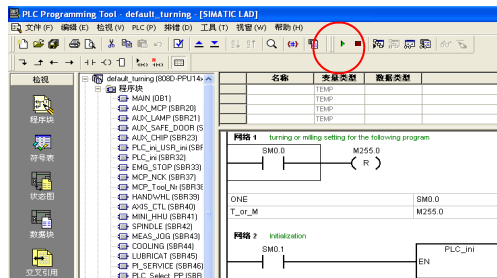 PLC Programming Tool - default_turning - [SIMATIC LAD]
文件(F) 编辑(E) 检视(V) PLC(P) 排错(D) 工具(T) 视窗(W) 帮助(H)
检视
程序块
符号表
状态图
数据块
交叉引用
default_turning (808D-PPU14x
程序块
MAIN (OB1)
AUX_MCP (SBR20)
AUX_LAMP (SBR21)
AUX_SAFE_DOOR (S
AUX_CHIP (SBR23)
PLC_ini_USR_ini (SBF
PLC_ini (SBR32)
EMG_STOP (SBR33)
MCP_NCK (SBR37)
MCP_Tool_Nr (SBR38
HANDWHL (SBR39)
AXIS_CTL (SBR40)
MINI_HHU (SBR41)
SPINDLE (SBR42)
MEAS_JOG (SBR43)
COOLING (SBR44)
LUBRICAT (SBR45)
PI_SERVICE (SBR46)
PLC_Select_PP (SBR
名称 变量类型 数据类型
TEMP
TEMP
TEMP
TEMP
网络 1 turning or milling setting for the following program
SM0.0 M255.0
R
ONE SM0.0
T_or_M M255.0
网络 2 Initialization
SM0.1 PLC_ini
EN